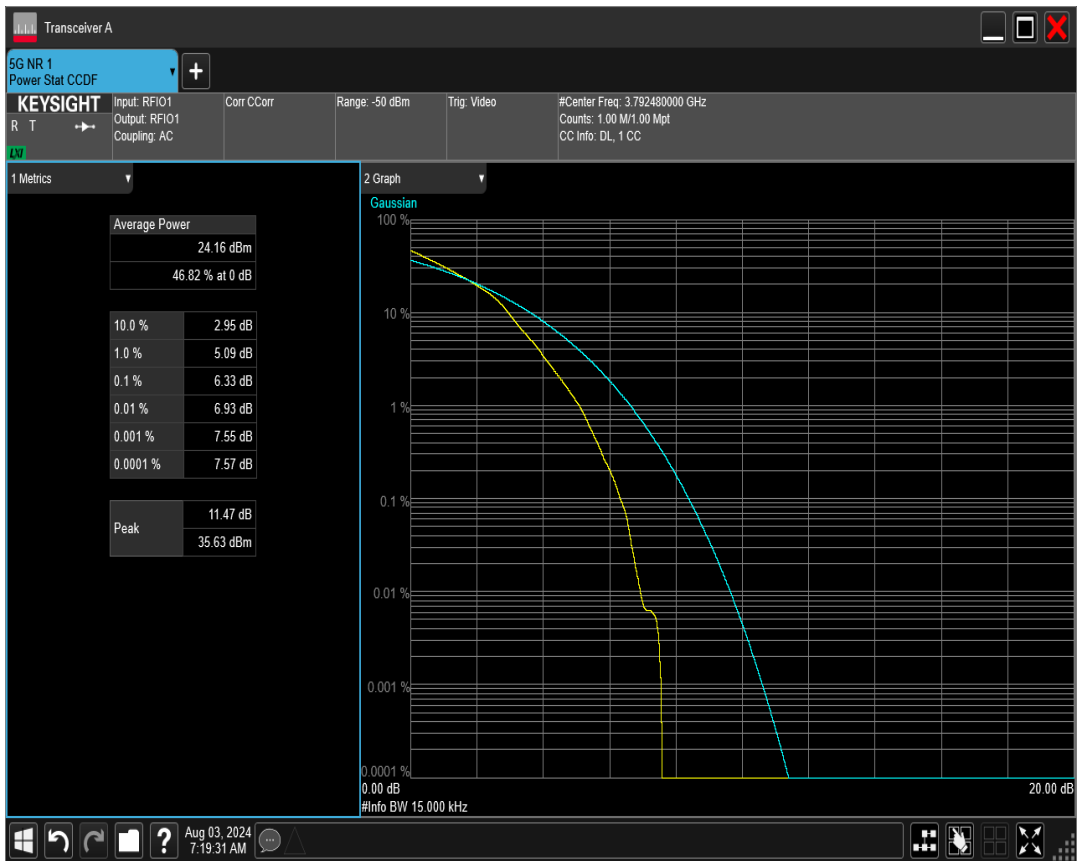 Transceiver A
5G NR 1
Power Stat CCDF
+
KEYSIGHT
R T
LXI
Input: RFIO1
Output: RFIO1
Coupling: AC
Corr CCorr
Range: -50 dBm
Trig: Video
#Center Freq: 3.792480000 GHz
Counts: 1.00 M/1.00 Mpt
CC Info: DL, 1 CC
1 Metrics
Average Power
24.16 dBm
46.82 % at 0 dB
10.0 % 2.95 dB
1.0 % 5.09 dB
0.1 % 6.33 dB
0.01 % 6.93 dB
0.001 % 7.55 dB
0.0001 % 7.57 dB
Peak
11.47 dB
35.63 dBm
2 Graph
Gaussian
100 %
10 %
1 %
0.1 %
0.01 %
0.001 %
0.0001 %
0.00 dB 20.00 dB
#Info BW 15.000 kHz
?
Aug 03, 2024
7:19:31 AM